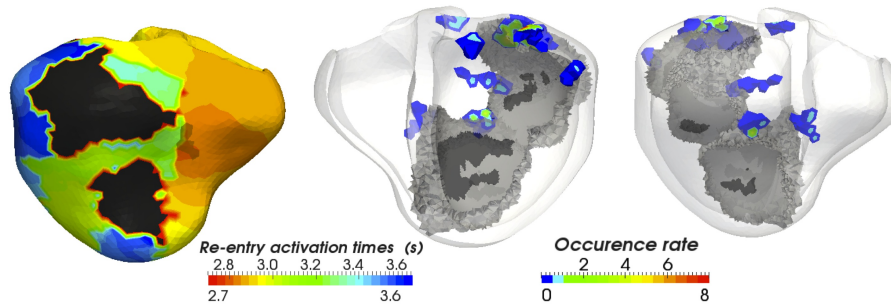 Re-entry activation times (s)
2.8 3.0 3.2 3.4 3.6
2.7 3.6
Occurence rate
2 4 6
0 8